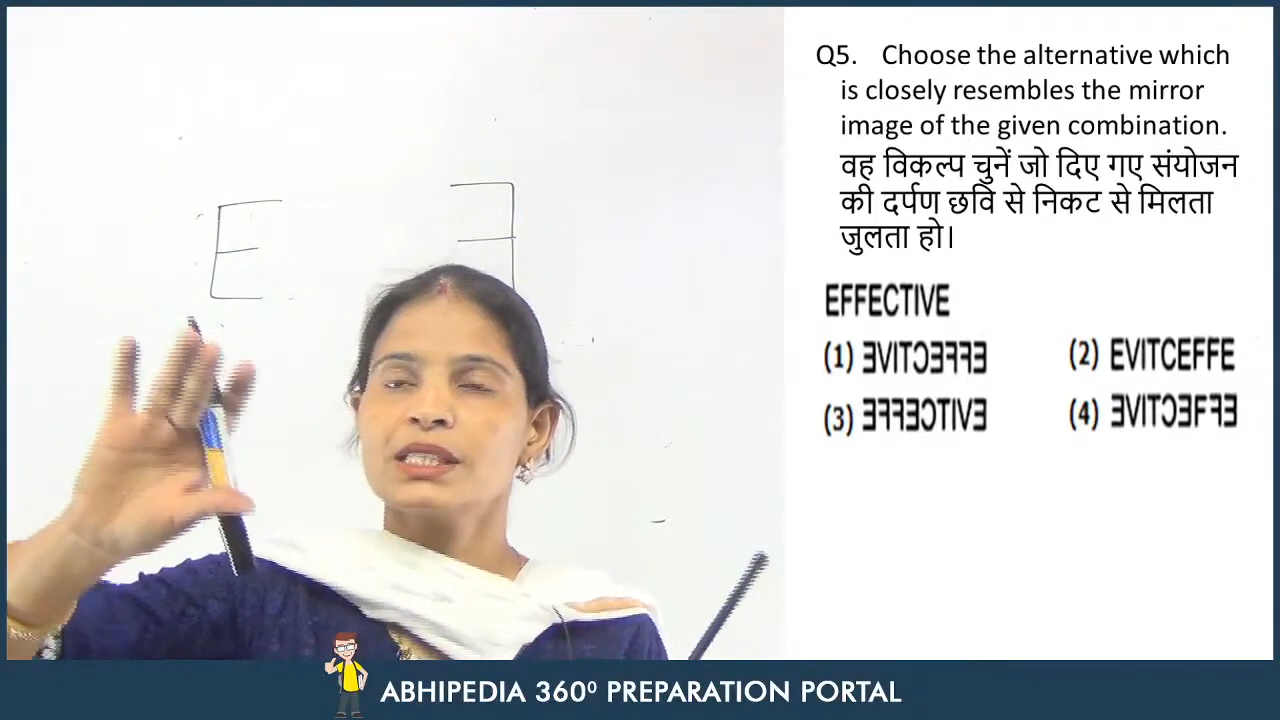 Q5. Choose the alternative which
is closely resembles the mirror
image of the given combination.
वह विकल्प चुनें जो दिए गए संयोजन
की दर्पण छवि से निकट से मिलता
जुलता हो।
EFFECTIVE
(1) ƎVITƆƎꟻꟻƎ (2) EVITCEFFE
(3) ƎꟻꟻƎƆTIVƎ (4) ƎVITƆƎFꟻƎ
E Ǝ
ABHIPEDIA 360⁰ PREPARATION PORTAL